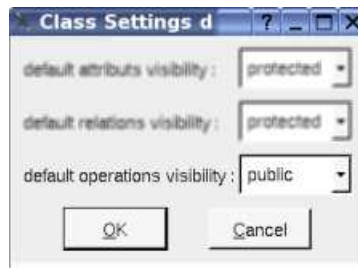 Class Settings d
default attributs visibility : protected
default relations visibility : protected
default operations visibility : public
OK Cancel